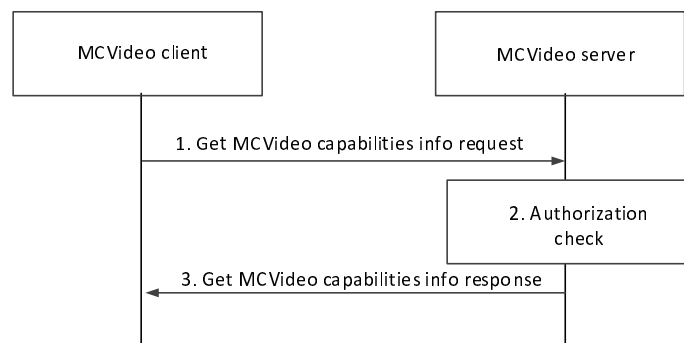 MCVideo client
MCVideo server
1. Get MCVideo capabilities info request
2. Authorization
check
3. Get MCVideo capabilities info response